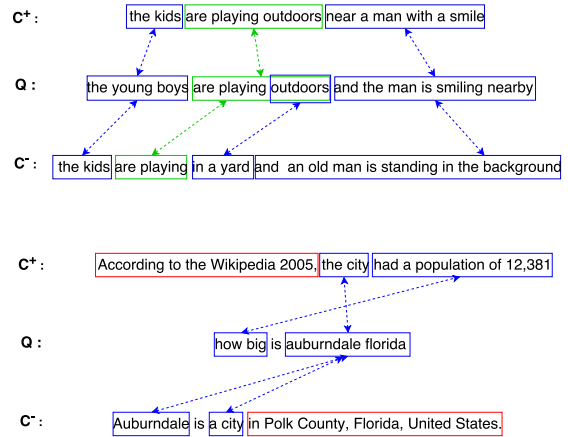 C+: the kids are playing outdoors near a man with a smile
Q: the young boys are playing outdoors and the man is smiling nearby
C-: the kids are playing in a yard and an old man is standing in the background
C+: According to the Wikipedia 2005, the city had a population of 12,381
Q: how big is auburndale florida
C-: Auburndale is a city in Polk County, Florida, United States.